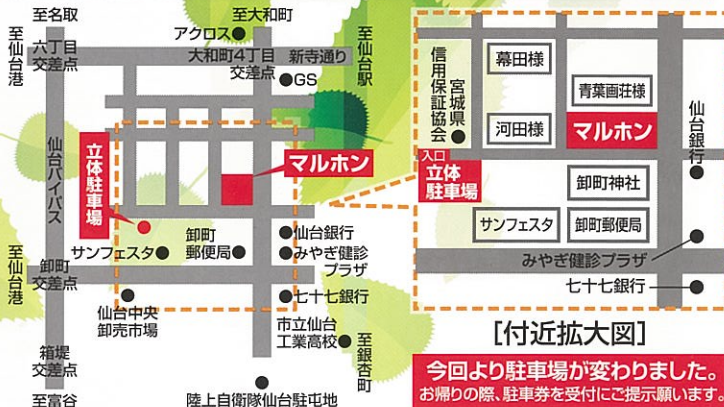 至名取
至大和町
アクロス
至仙台港
六丁目
交差点
大和町4丁目
交差点
新寺通り
至仙台駅
GS
仙台バイパス
立体駐車場
マルホン
サンフェスタ
卸町
郵便局
仙台銀行
みやぎ健診
プラザ
至仙台港
卸町
交差点
七十七銀行
仙台中央
卸売市場
市立仙台
工業高校
至銀杏町
箱堤
交差点
至富谷
陸上自衛隊仙台駐屯地
宮城県
信用保証協会
幕田様
青葉画荘様
河田様
マルホン
仙台銀行
入口
立体
駐車場
卸町神社
サンフェスタ
卸町郵便局
みやぎ健診プラザ
七十七銀行
[付近拡大図]
今回より駐車場が変わりました。
お帰りの際、駐車券を受付にご提示願います。